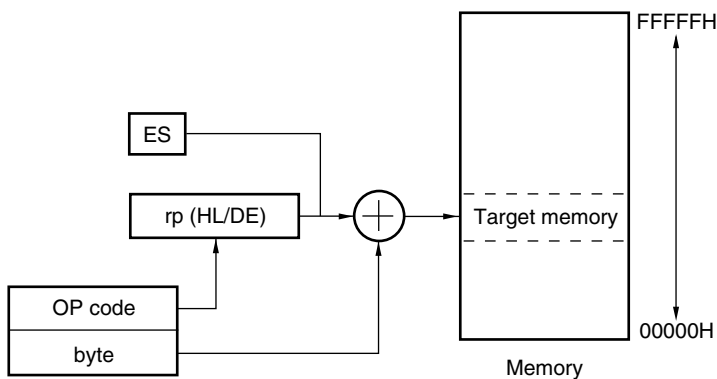 FFFFFH
ES
rp (HL/DE)
Target memory
OP code
byte
00000H
Memory